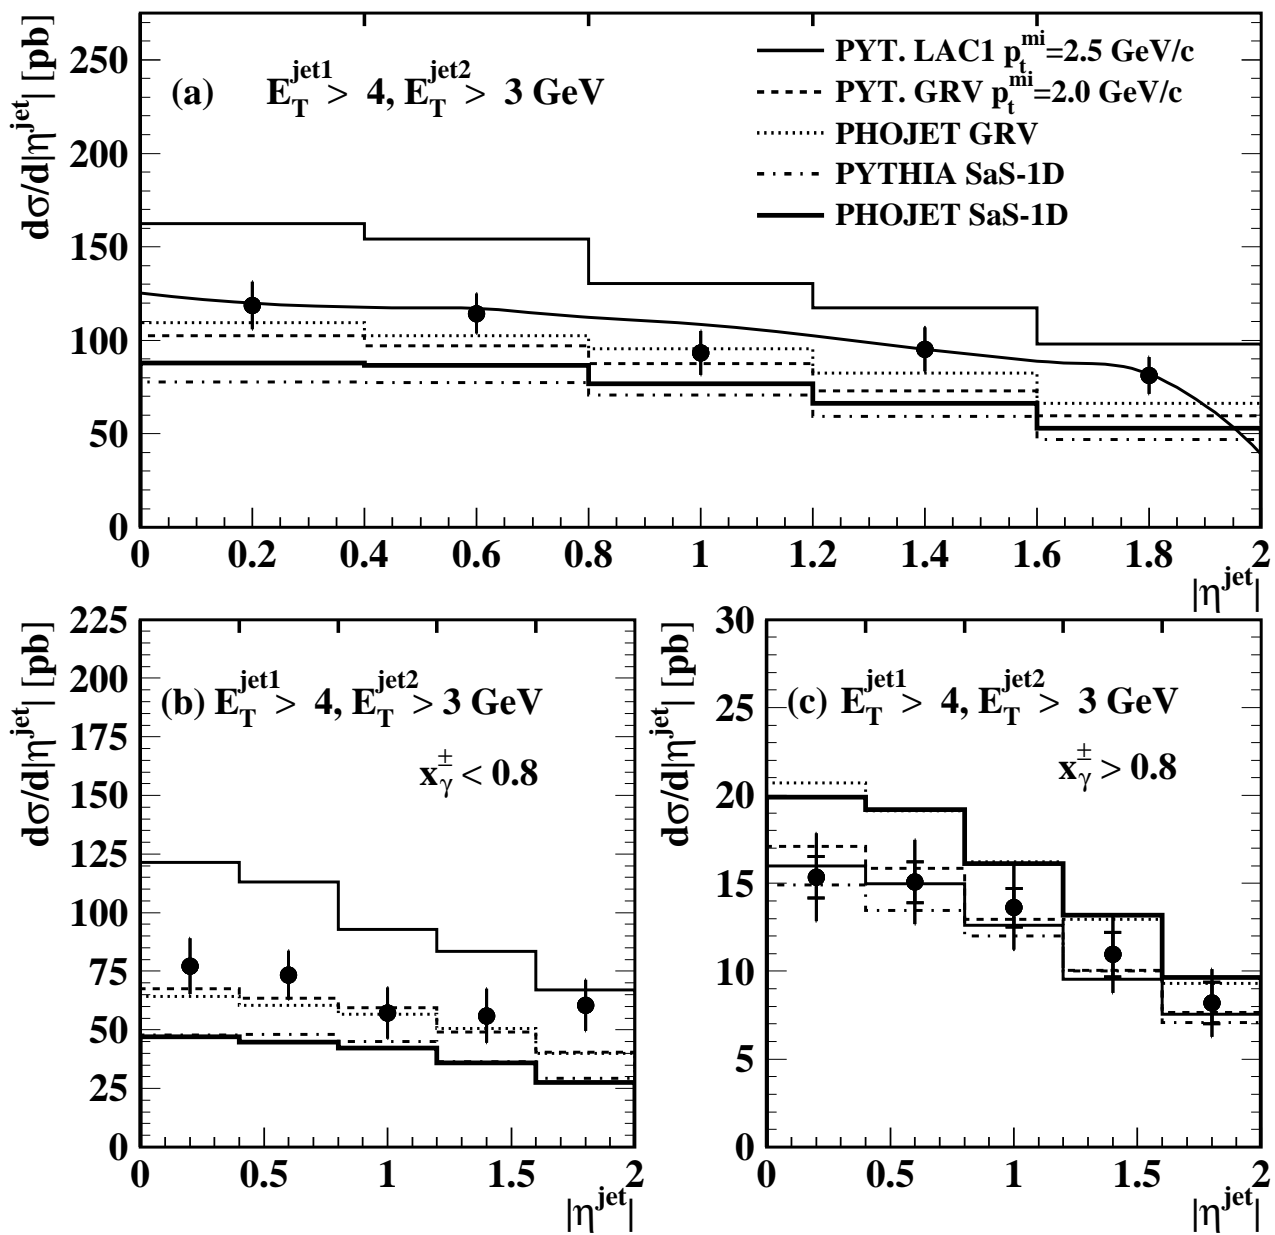 dσ/d|η^jet| [pb]
250
200
150
100
50
0
(a) E_T^jet1 > 4, E_T^jet2 > 3 GeV
PYT. LAC1 p_t^mi=2.5 GeV/c
PYT. GRV p_t^mi=2.0 GeV/c
PHOJET GRV
PYTHIA SaS-1D
PHOJET SaS-1D
0 0.2 0.4 0.6 0.8 1 1.2 1.4 1.6 1.8 2
|η^jet|
dσ/d|η^jet| [pb]
225
200
175
150
125
100
75
50
25
0
(b) E_T^jet1 > 4, E_T^jet2 > 3 GeV
x_γ^± < 0.8
0 0.5 1 1.5 2
|η^jet|
dσ/d|η^jet| [pb]
30
25
20
15
10
5
0
(c) E_T^jet1 > 4, E_T^jet2 > 3 GeV
x_γ^± > 0.8
0 0.5 1 1.5 2
|η^jet|